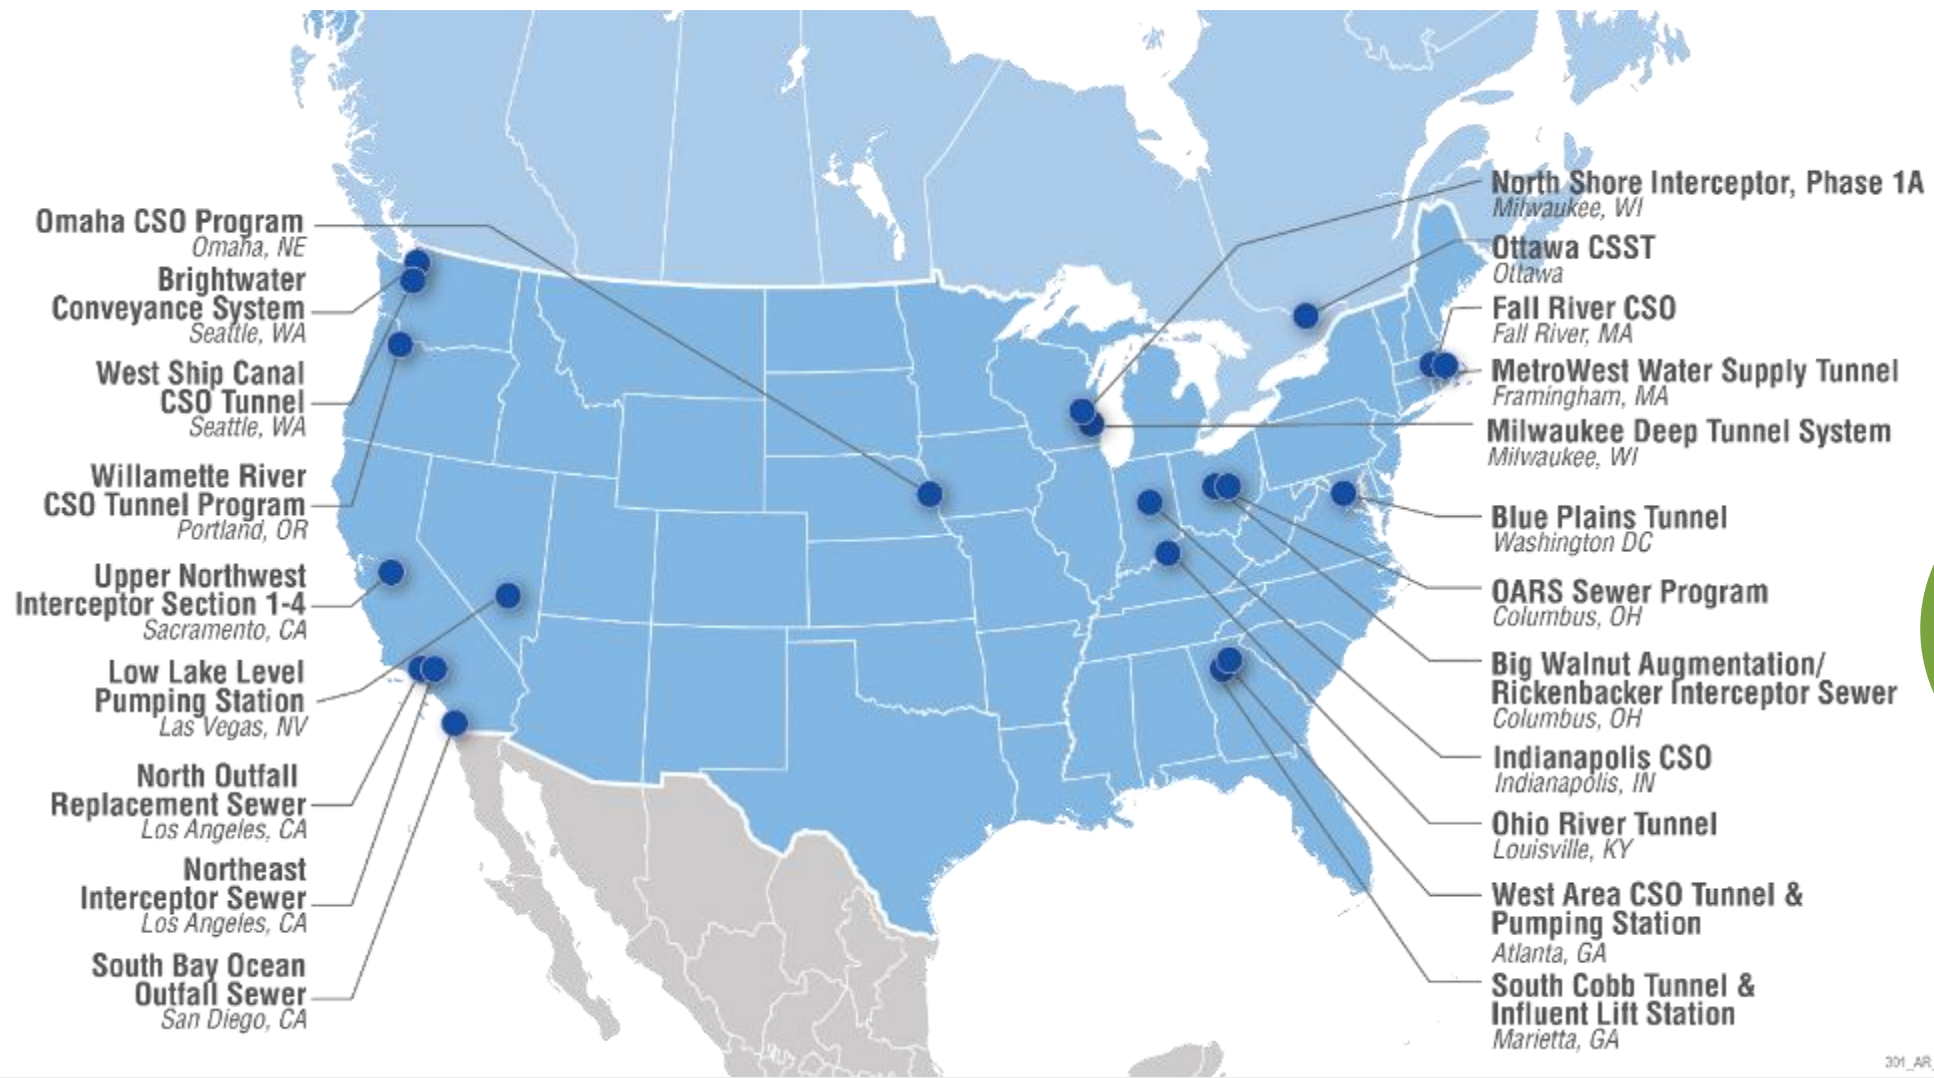 Omaha CSO Program
Omaha, NE
Brightwater
Conveyance System
Seattle, WA
West Ship Canal
CSO Tunnel
Seattle, WA
Willamette River
CSO Tunnel Program
Portland, OR
Upper Northwest
Interceptor Section 1-4
Sacramento, CA
Low Lake Level
Pumping Station
Las Vegas, NV
North Outfall
Replacement Sewer
Los Angeles, CA
Northeast
Interceptor Sewer
Los Angeles, CA
South Bay Ocean
Outfall Sewer
San Diego, CA
North Shore Interceptor, Phase 1A
Milwaukee, WI
Ottawa CSST
Ottawa
Fall River CSO
Fall River, MA
MetroWest Water Supply Tunnel
Framingham, MA
Milwaukee Deep Tunnel System
Milwaukee, WI
Blue Plains Tunnel
Washington DC
OARS Sewer Program
Columbus, OH
Big Walnut Augmentation/
Rickenbacker Interceptor Sewer
Columbus, OH
Indianapolis CSO
Indianapolis, IN
Ohio River Tunnel
Louisville, KY
West Area CSO Tunnel &
Pumping Station
Atlanta, GA
South Cobb Tunnel &
Influent Lift Station
Marietta, GA
301_AR